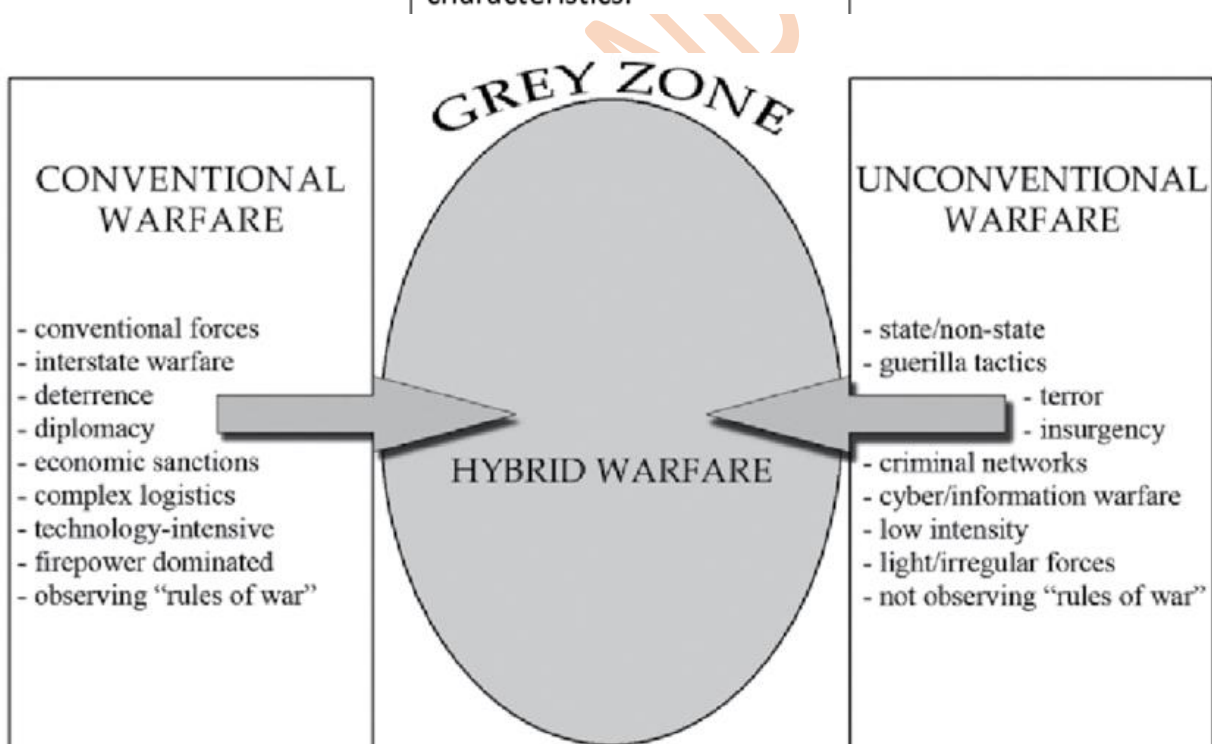 characteristics.
GREY ZONE
CONVENTIONAL
WARFARE
- conventional forces
- interstate warfare
- deterrence
- diplomacy
- economic sanctions
- complex logistics
- technology-intensive
- firepower dominated
- observing “rules of war”
HYBRID WARFARE
UNCONVENTIONAL
WARFARE
- state/non-state
- guerilla tactics
- terror
- insurgency
- criminal networks
- cyber/information warfare
- low intensity
- light/irregular forces
- not observing “rules of war”